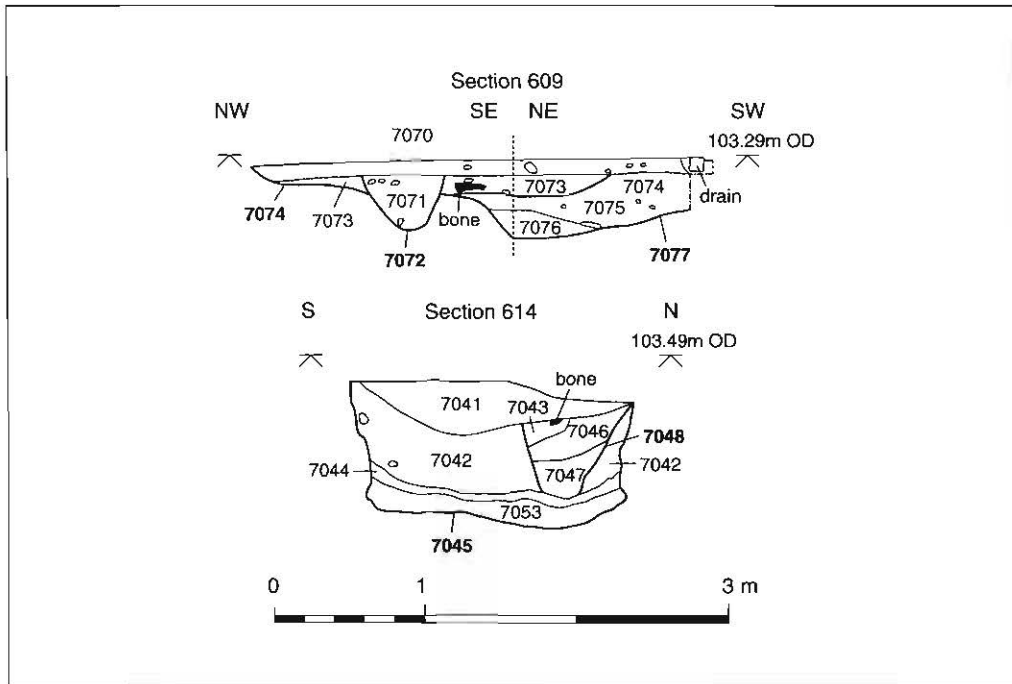 Section 609
NW SE NE SW
7070 103.29m OD
7073 7074
7074 7073 7071 bone 7075 drain
7076
7072 7077
S Section 614 N
103.49m OD
bone
7041 7043
7046 7048
7044 7042 7047 7042
7053
7045
0 1 3 m